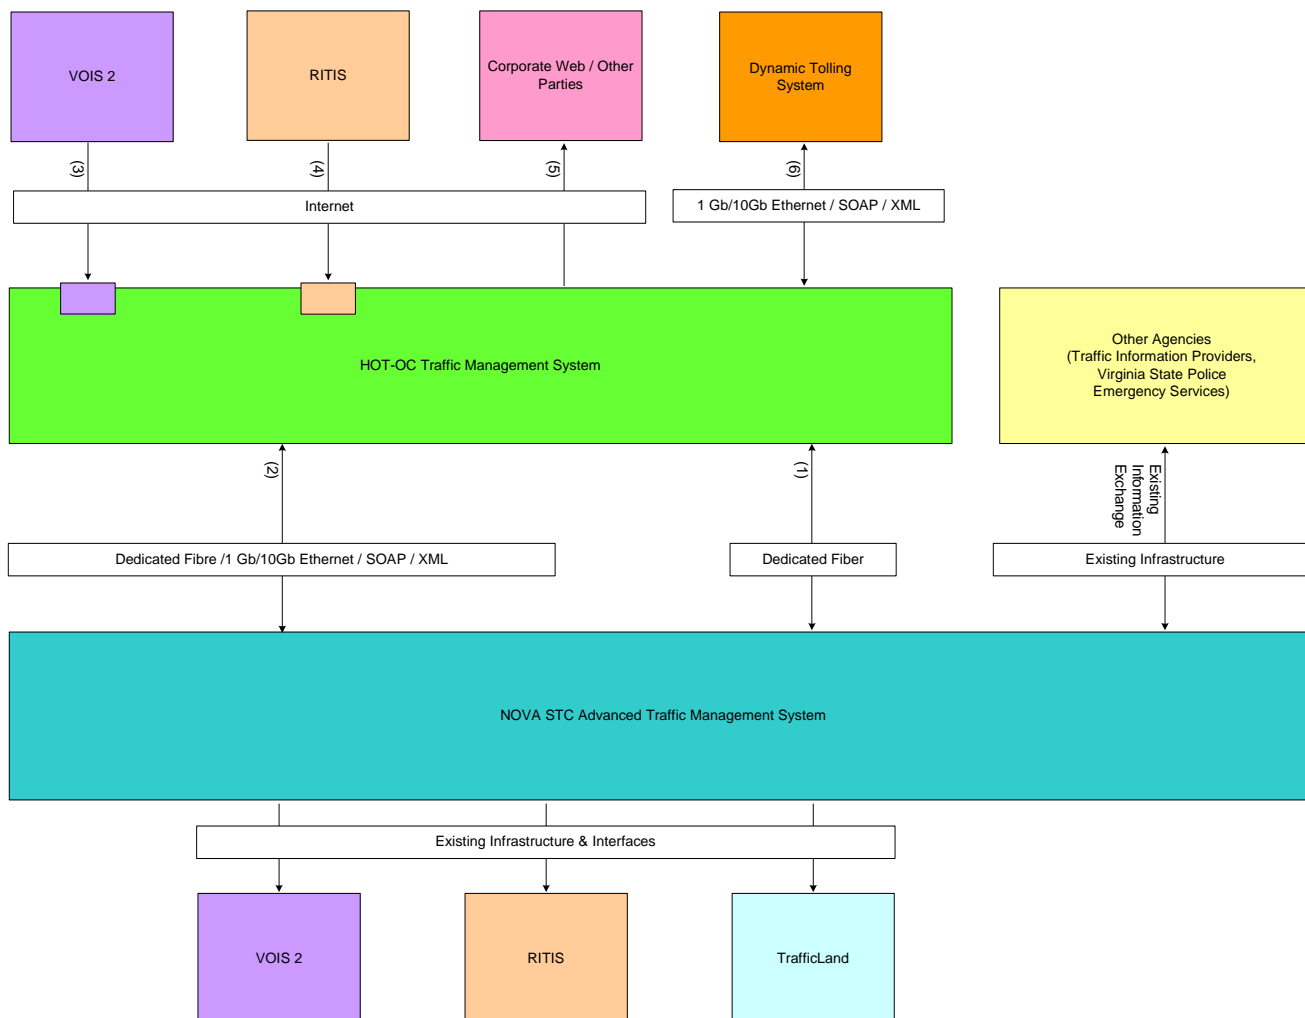 VOIS 2
RITIS
Corporate Web / Other
Parties
Dynamic Tolling
System
(3)
(4)
(5)
(6)
Internet
1 Gb/10Gb Ethernet / SOAP / XML
HOT-OC Traffic Management System
Other Agencies
(Traffic Information Providers,
Virginia State Police
Emergency Services)
(2)
(1)
Existing
Information
Exchange
Dedicated Fibre /1 Gb/10Gb Ethernet / SOAP / XML
Dedicated Fiber
Existing Infrastructure
NOVA STC Advanced Traffic Management System
Existing Infrastructure & Interfaces
VOIS 2
RITIS
TrafficLand